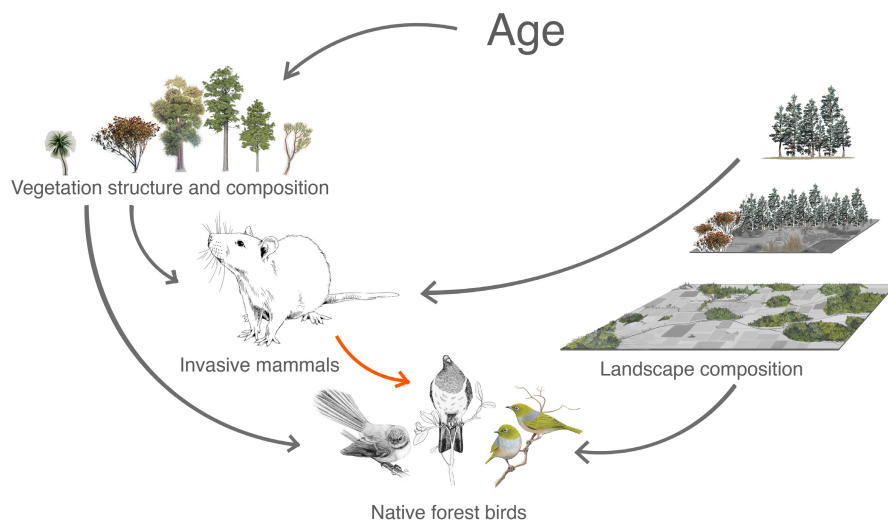 Age
Vegetation structure and composition
Invasive mammals
Landscape composition
Native forest birds